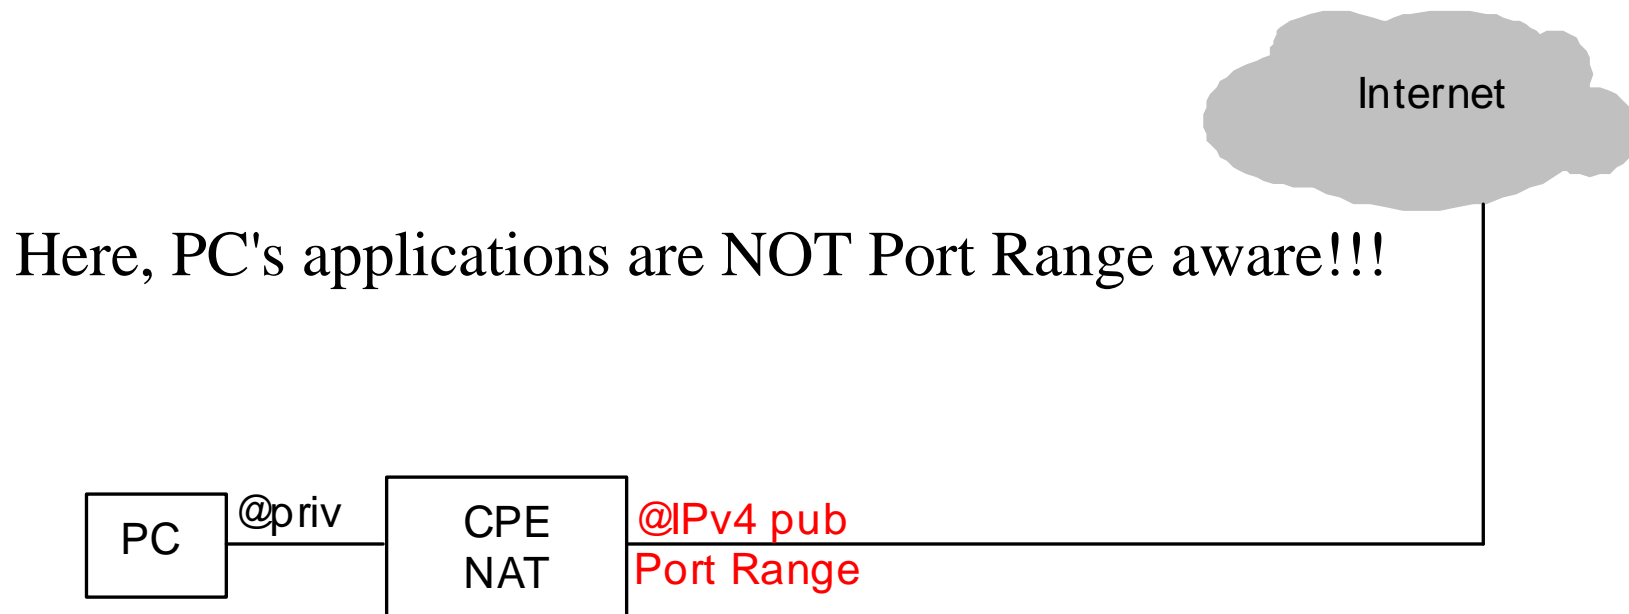 Internet
Here, PC's applications are NOT Port Range aware!!!
PC
@priv
CPE
NAT
@IPv4 pub
Port Range